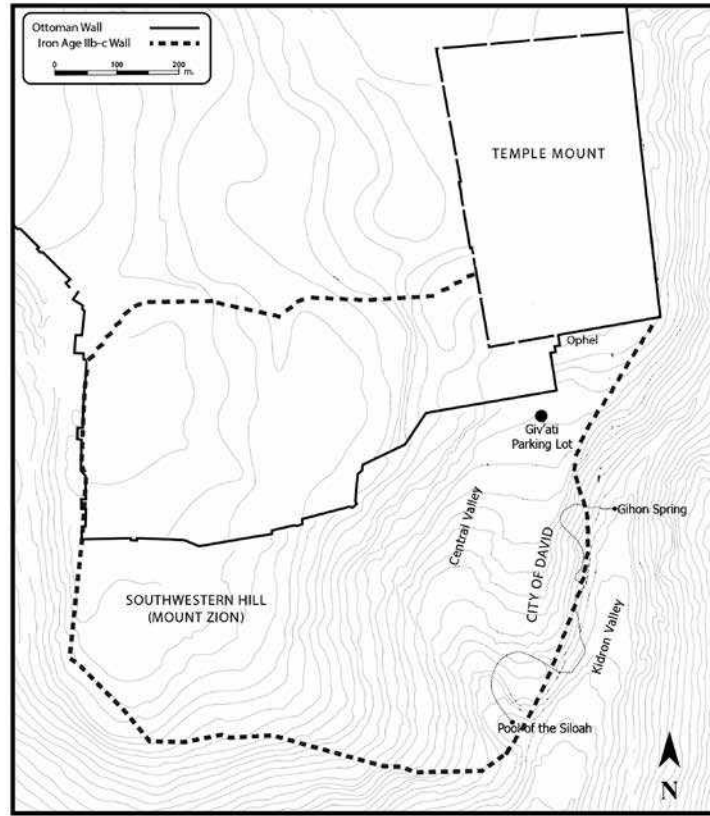 Ottoman Wall
Iron Age IIb-c Wall
0 100 200
m.
TEMPLE MOUNT
Ophel
Giv'ati
Parking Lot
Gihon Spring
Central Valley
CITY OF DAVID
SOUTHWESTERN HILL
(MOUNT ZION)
Kidron Valley
Pool of the Siloah
N